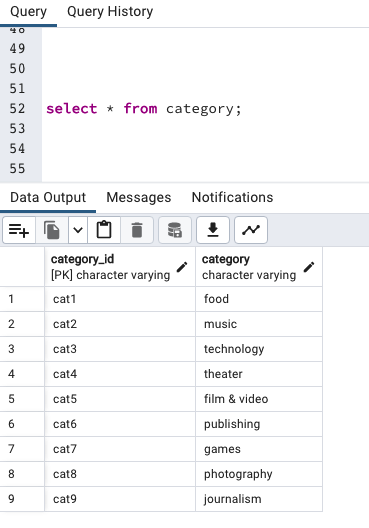 Query Query History
48
49
50
51
52 select * from category;
53
54
55
Data Output Messages Notifications
category_id category
[PK] character varying character varying
1 cat1 food
2 cat2 music
3 cat3 technology
4 cat4 theater
5 cat5 film & video
6 cat6 publishing
7 cat7 games
8 cat8 photography
9 cat9 journalism